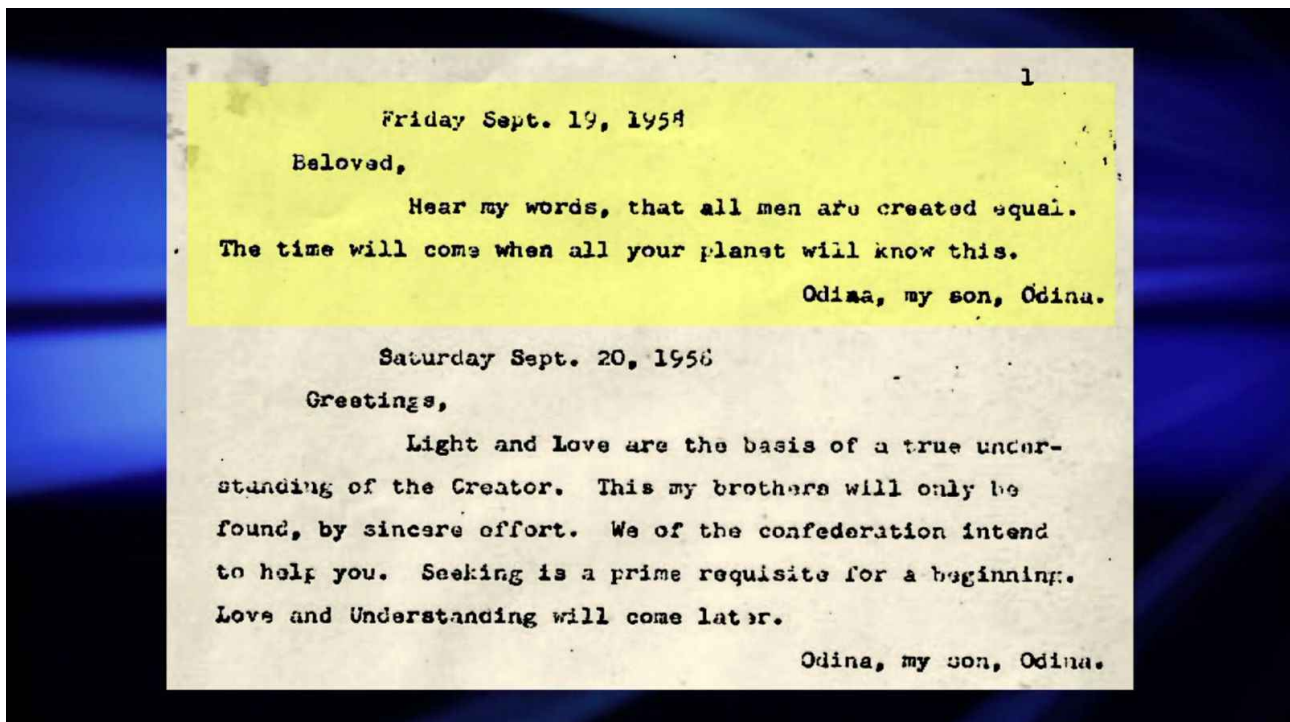 1
Friday Sept. 19, 1958
Beloved,
Hear my words, that all men are created equal.
The time will come when all your planet will know this.
Odina, my son, Odina.
Saturday Sept. 20, 1958
Greetings,
Light and Love are the basis of a true under-
standing of the Creator. This my brothers will only be
found, by sincere effort. We of the confederation intend
to help you. Seeking is a prime requisite for a beginning.
Love and Understanding will come later.
Odina, my son, Odina.